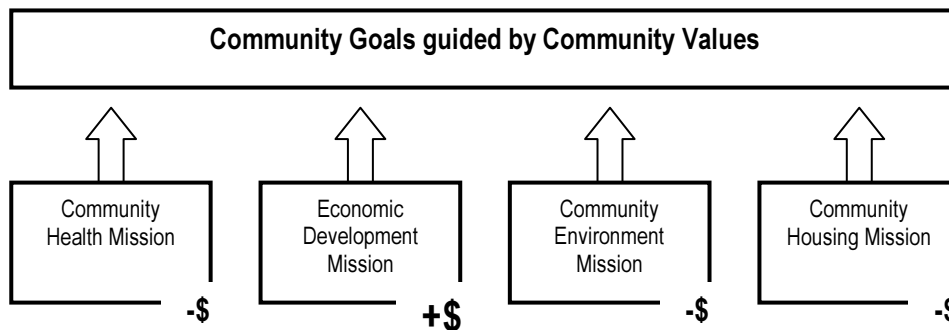 Community Goals guided by Community Values
Community
Health Mission
-$
Economic
Development
Mission
+$
Community
Environment
Mission
-$
Community
Housing Mission
-$